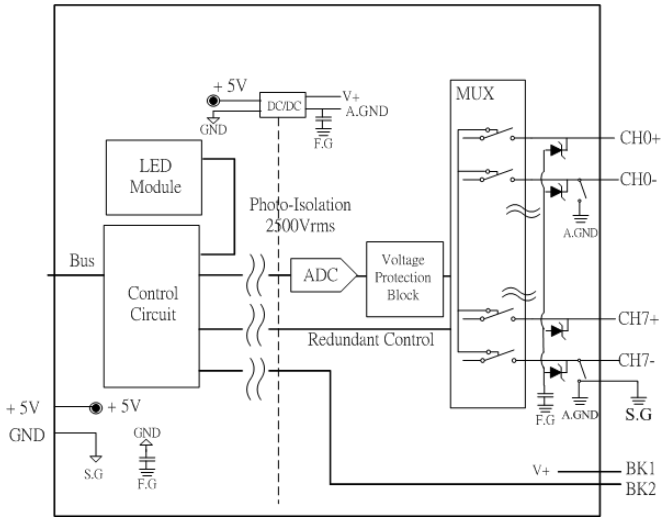 MUX
+ 5V
DC/DC
V+
A.GND
GND
F.G
CH0+
LED
Module
CH0-
Photo-Isolation
2500Vrms
A.GND
Bus
Control
Circuit
ADC
Voltage
Protection
Block
CH7+
Redundant Control
CH7-
+ 5V
+ 5V
GND
GND
S.G
F.G
F.G
A.GND
S.G
V+
BK1
BK2